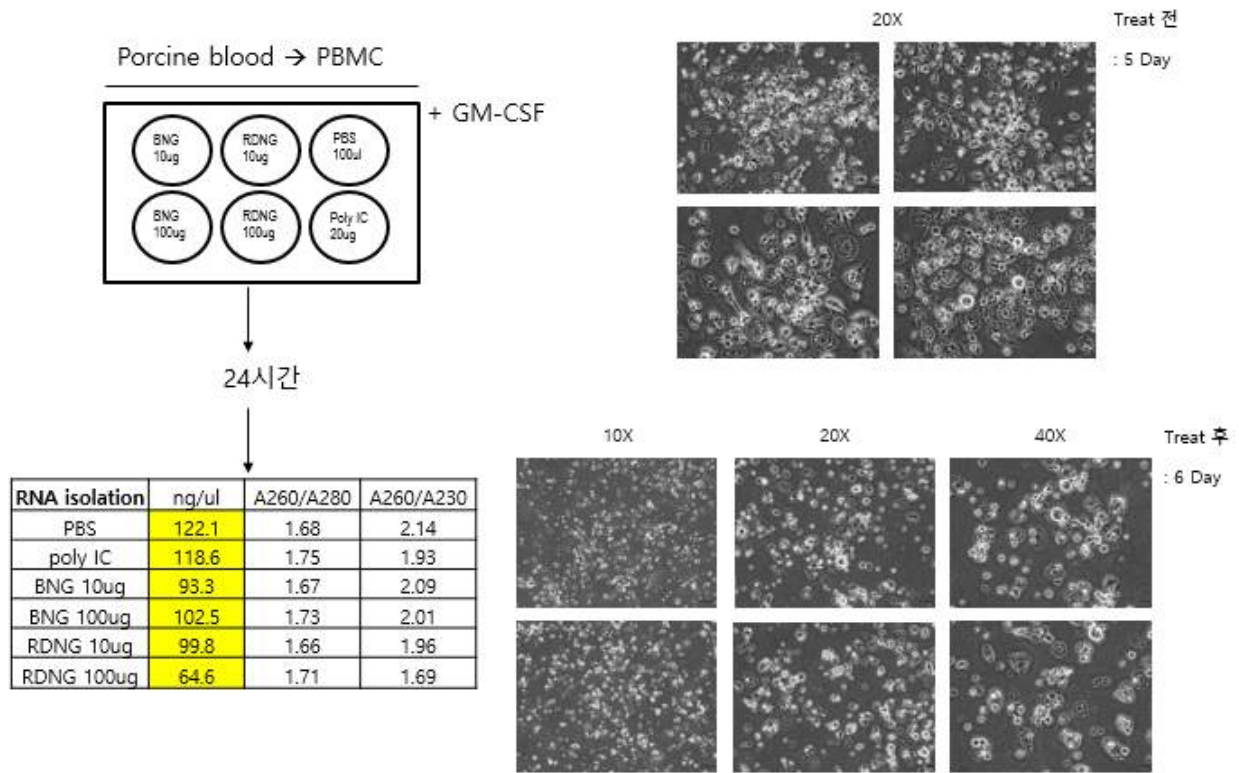 Porcine blood → PBMC
+ GM-CSF
BNG
10ug
RDNG
10ug
PBS
100ul
BNG
100ug
RDNG
100ug
Poly IC
20ug
24시간
RNA isolation ng/ul A260/A280 A260/A230
PBS 122.1 1.68 2.14
poly IC 118.6 1.75 1.93
BNG 10ug 93.3 1.67 2.09
BNG 100ug 102.5 1.73 2.01
RDNG 10ug 99.8 1.66 1.96
RDNG 100ug 64.6 1.71 1.69
20X
Treat 전
: 5 Day
10X 20X 40X
Treat 후
: 6 Day